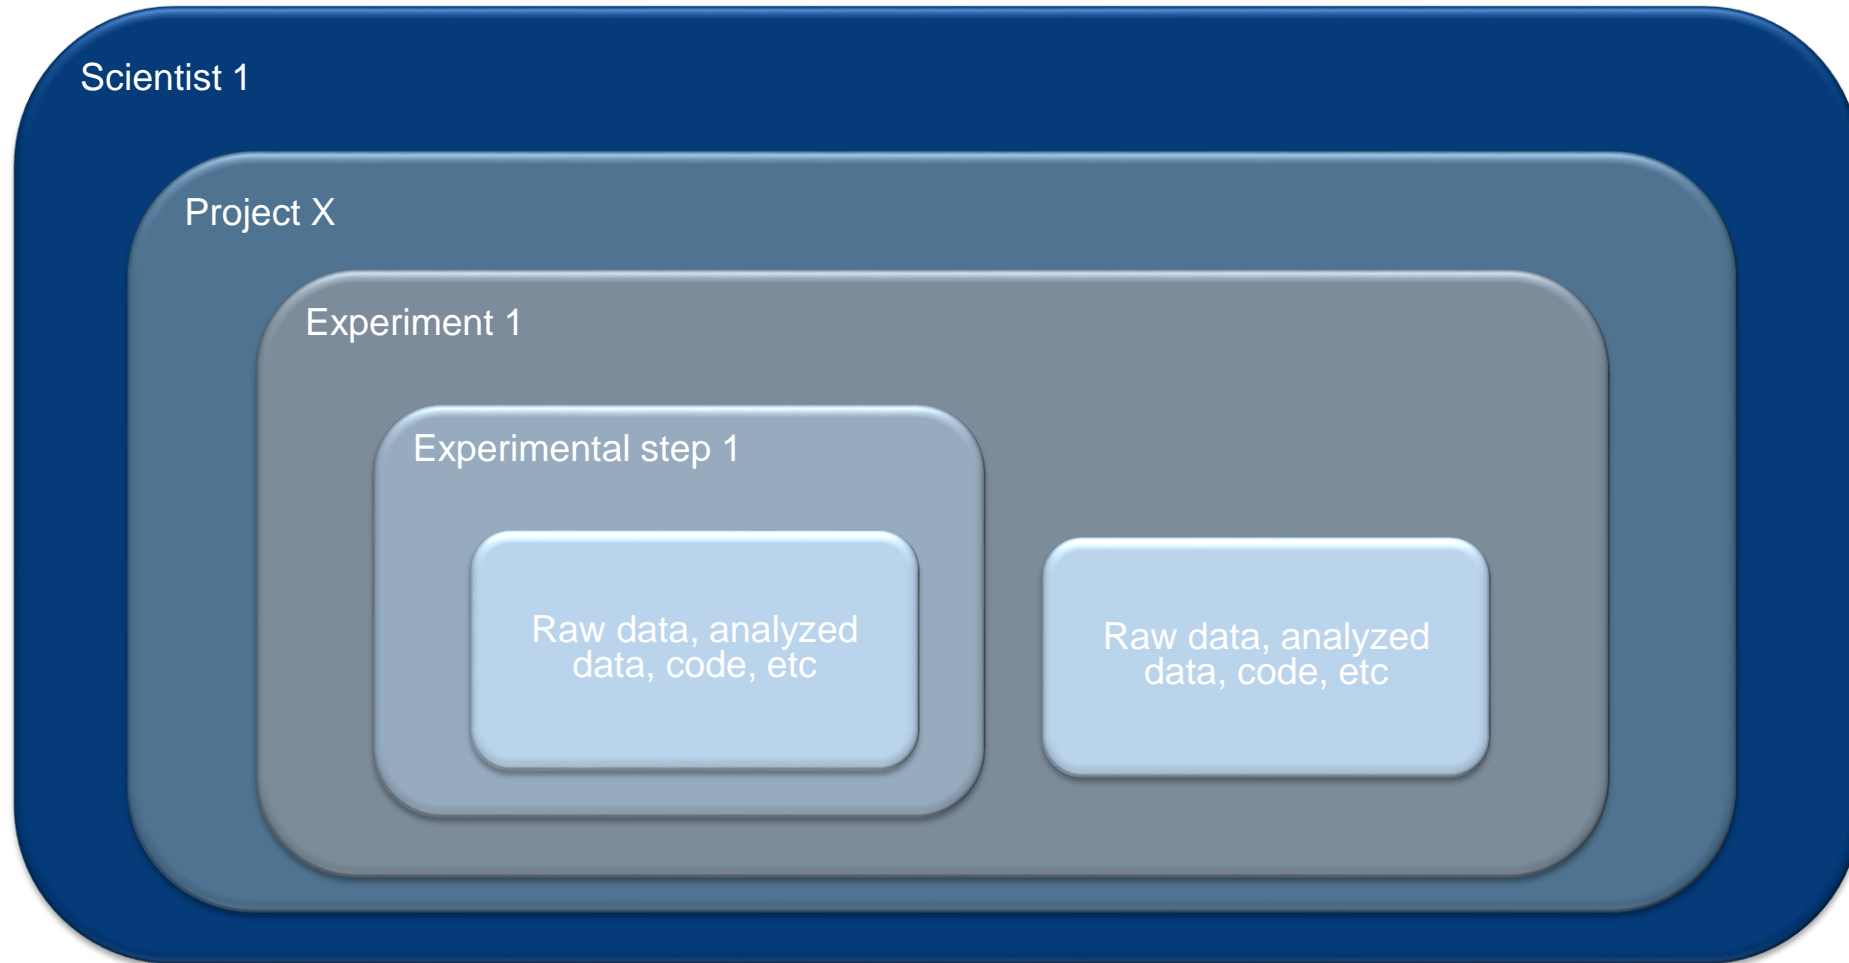 Scientist 1
Project X
Experiment 1
Experimental step 1
Raw data, analyzed
data, code, etc
Raw data, analyzed
data, code, etc